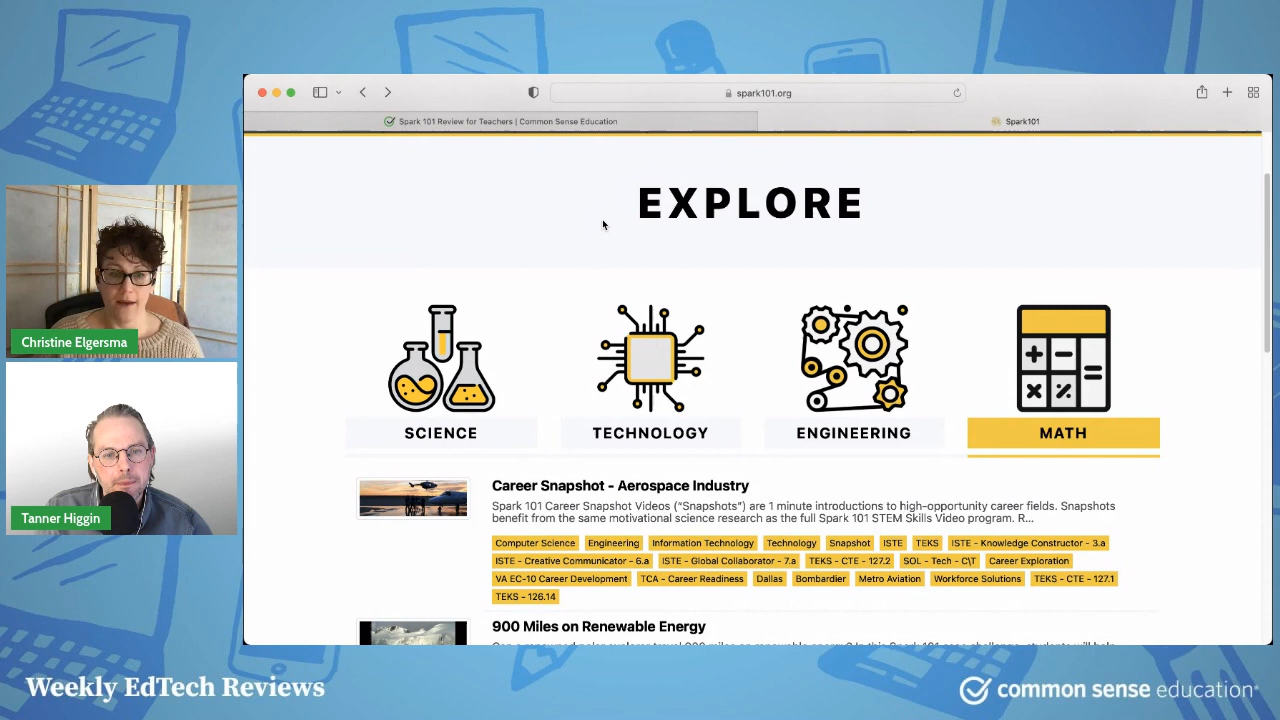 spark101.org
Spark 101 Review for Teachers | Common Sense Education
Spark101
EXPLORE
SCIENCE
TECHNOLOGY
ENGINEERING
MATH
Career Snapshot - Aerospace Industry
Spark 101 Career Snapshot Videos (“Snapshots”) are 1 minute introductions to high-opportunity career fields. Snapshots
benefit from the same motivational science research as the full Spark 101 STEM Skills Video program. R...
Computer Science Engineering Information Technology Technology Snapshot ISTE TEKS ISTE - Knowledge Constructor - 3.a
ISTE - Creative Communicator - 6.a ISTE - Global Collaborator - 7.a TEKS - CTE - 127.2 SOL - Tech - C\T Career Exploration
VA EC-10 Career Development TCA - Career Readiness Dallas Bombardier Metro Aviation Workforce Solutions TEKS - CTE - 127.1
TEKS - 126.14
900 Miles on Renewable Energy
Christine Elgersma
Tanner Higgin
Weekly EdTech Reviews
common sense education®